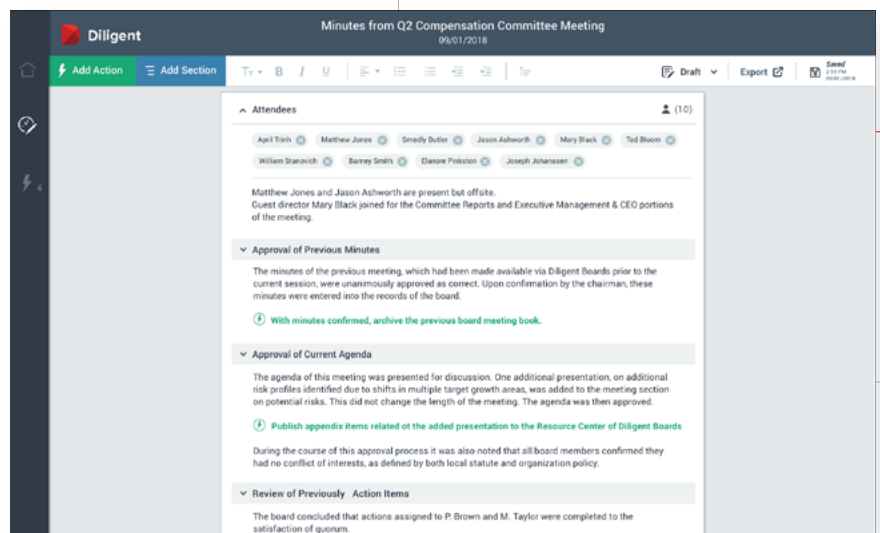 Minutes from Q2 Compensation Committee Meeting
Diligent
09/01/2018
Add Action
Add Section
B I U
Draft
Export
Saved
2:15 PM
09/01/2018
4
Attendees
(10)
April Trinh
Matthew Jones
Smedly Butler
Jason Ashworth
Mary Black
Ted Bloom
William Stanovich
Barney Smith
Elanore Pinkston
Joseph Johanssen
Matthew Jones and Jason Ashworth are present but offsite.
Guest director Mary Black joined for the Committee Reports and Executive Management & CEO portions
of the meeting.
Approval of Previous Minutes
The minutes of the previous meeting, which had been made available via Diligent Boards prior to the
current session, were unanimously approved as correct. Upon confirmation by the chairman, these
minutes were entered into the records of the board.
With minutes confirmed, archive the previous board meeting book.
Approval of Current Agenda
The agenda of this meeting was presented for discussion. One additional presentation, on additional
risk profiles identified due to shifts in multiple target growth areas, was added to the meeting section
on potential risks. This did not change the length of the meeting. The agenda was then approved.
Publish appendix items related ot the added presentation to the Resource Center of Diligent Boards
During the course of this approval process it was also noted that all board members confirmed they
had no conflict of interests, as defined by both local statute and organization policy.
Review of Previously Action Items
The board concluded that actions assigned to P. Brown and M. Taylor were completed to the
satisfaction of quorum.